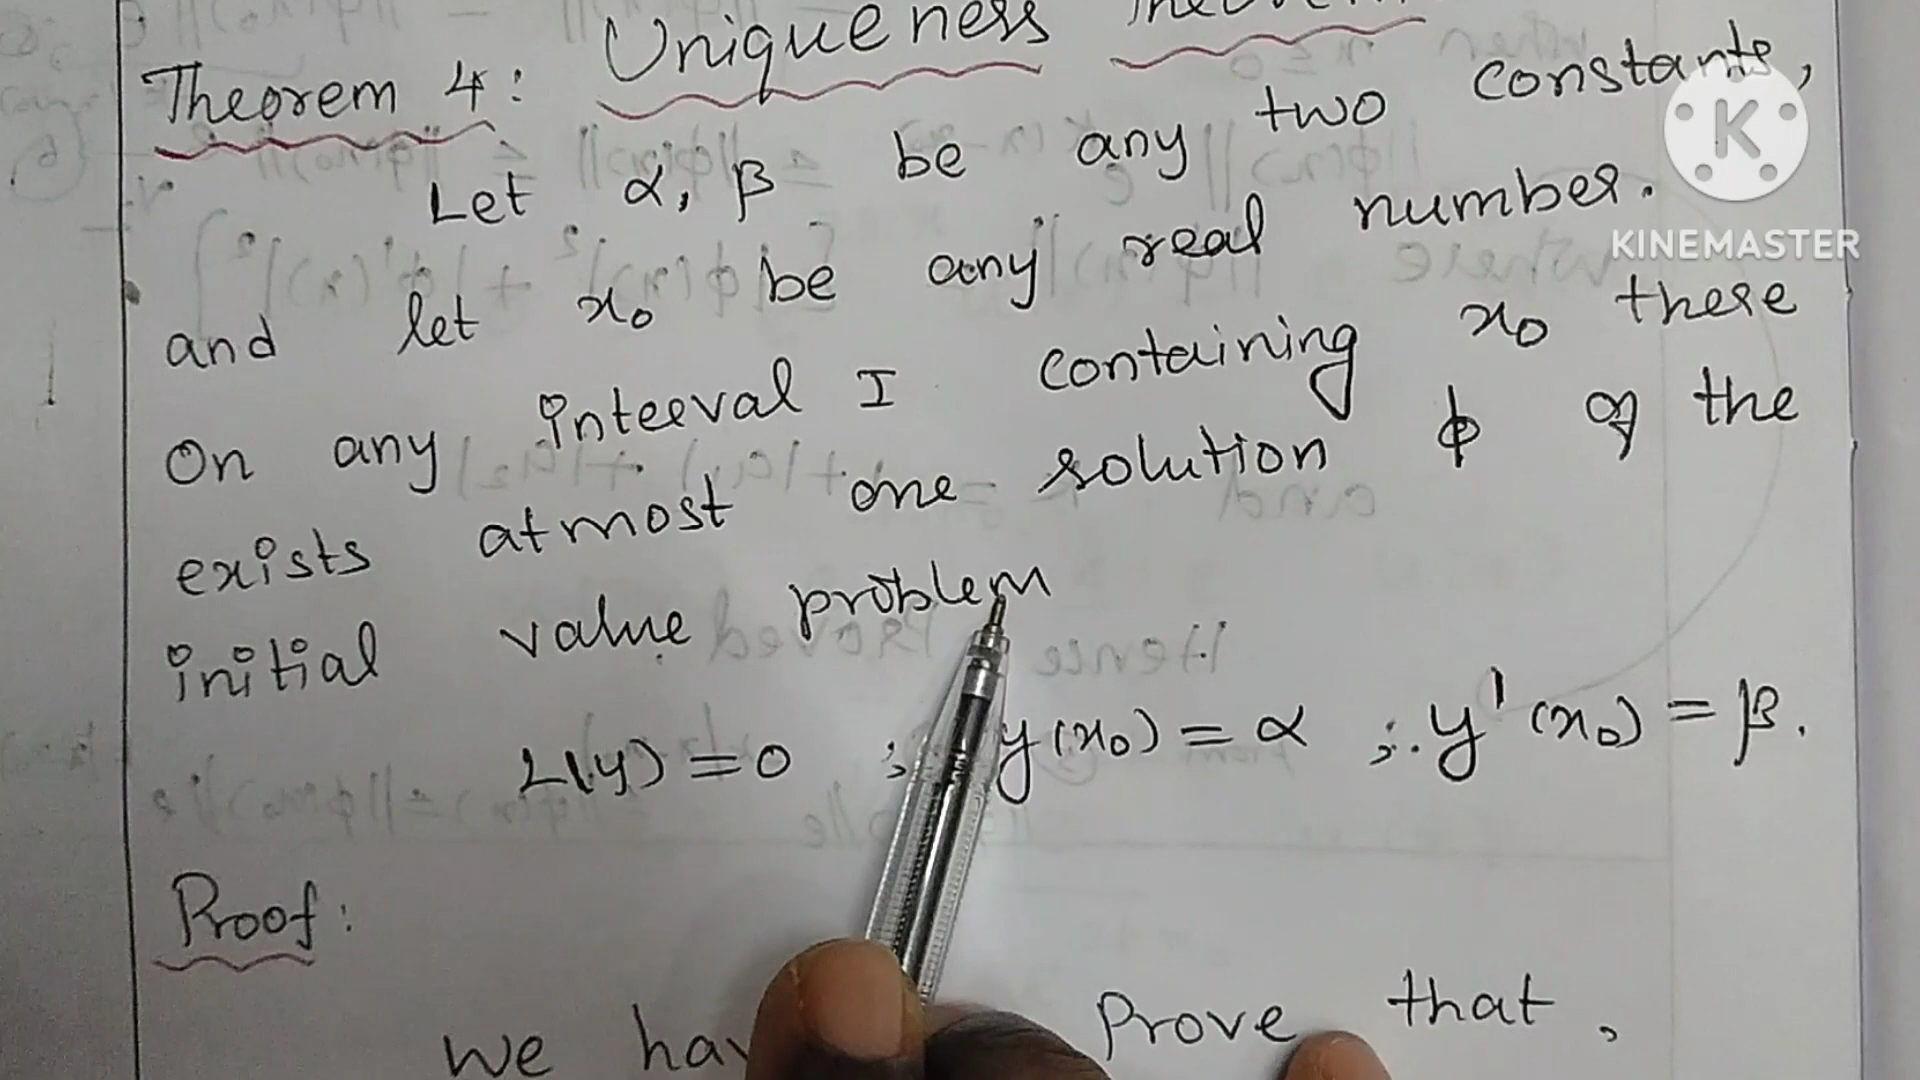 Theorem 4: Uniqueness Theorem
Let α, β be any two constants,
and let x₀ be any real number.
On any interval I containing x₀ there
exists atmost one solution ϕ of the
initial value problem
L(y) = 0 ; y(x₀) = α ; y'(x₀) = β.
Proof:
We prove that,
K
KINEMASTER